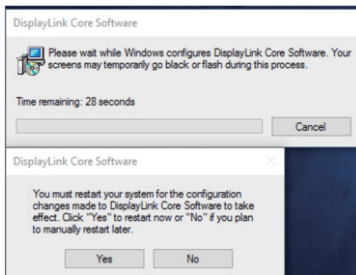 DisplayLink Core Software
Please wait while Windows configures DisplayLink Core Software. Your
screens may temporarily go black or flash during this process.
Time remaining: 28 seconds
Cancel
DisplayLink Core Software
You must restart your system for the configuration
changes made to DisplayLink Core Software to take
effect. Click "Yes" to restart now or "No" if you plan
to manually restart later.
Yes No